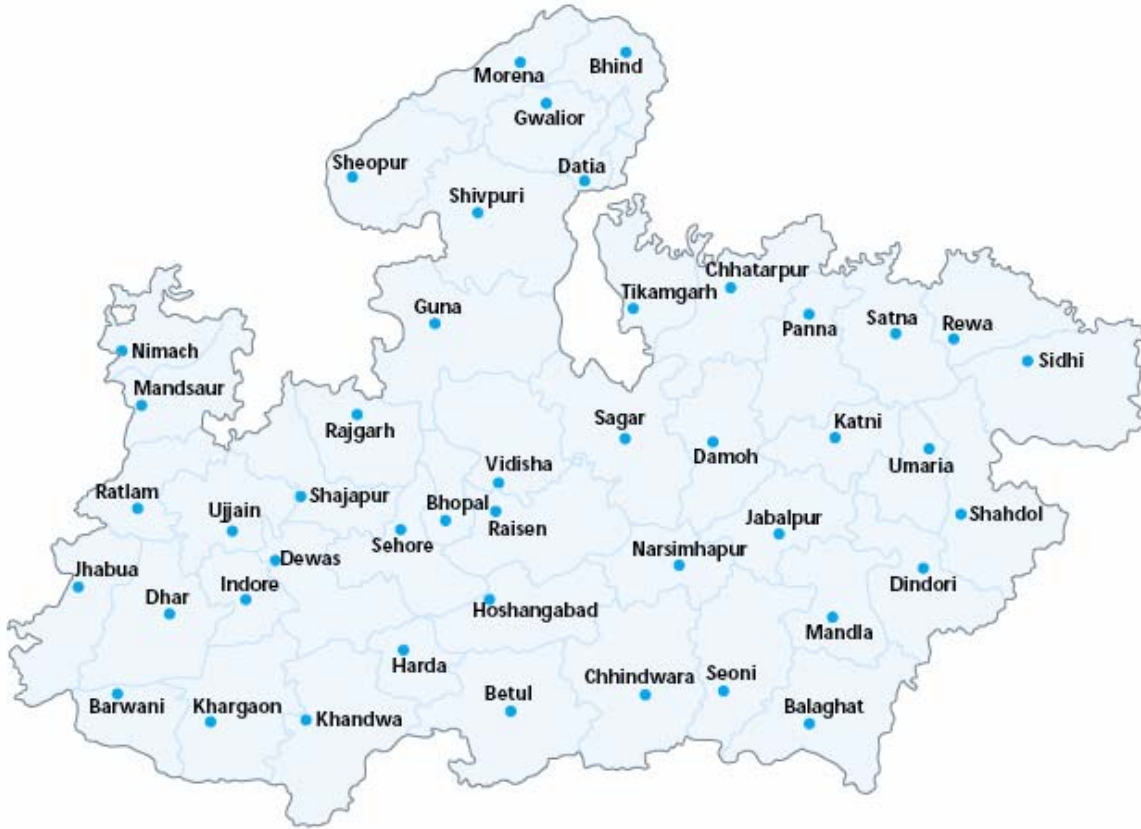 Morena
Bhind
Gwalior
Sheopur
Datia
Shivpuri
Chhatarpur
Tikamgarh
Guna
Panna
Satna
Rewa
Nimach
Sidhi
Mandsaur
Rajgarh
Sagar
Katni
Damoh
Umaria
Vidisha
Ratlam
Shajapur
Bhopal
Ujjain
Raisen
Jabalpur
Shahdol
Sehore
Dewas
Narsimhapur
Jhabua
Indore
Dhar
Dindori
Hoshangabad
Mandla
Harda
Chhindwara
Seoni
Betul
Barwani
Khargaon
Khandwa
Balaghat